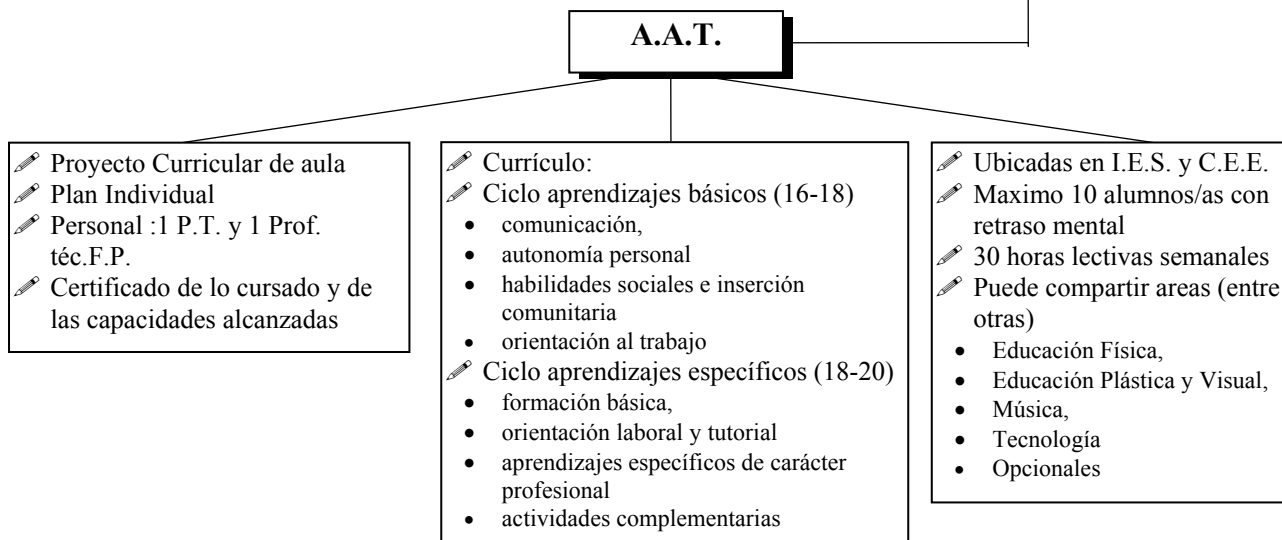 A.A.T.
Proyecto Curricular de aula
Plan Individual
Personal :1 P.T. y 1 Prof.
téc.F.P.
Certificado de lo cursado y de
las capacidades alcanzadas
Currículo:
Ciclo aprendizajes básicos (16-18)
• comunicación,
• autonomía personal
• habilidades sociales e inserción
comunitaria
• orientación al trabajo
Ciclo aprendizajes específicos (18-20)
• formación básica,
• orientación laboral y tutorial
• aprendizajes específicos de carácter
profesional
• actividades complementarias
Ubicadas en I.E.S. y C.E.E.
Maximo 10 alumnos/as con
retraso mental
30 horas lectivas semanales
Puede compartir areas (entre
otras)
• Educación Física,
• Educación Plástica y Visual,
• Música,
• Tecnología
• Opcionales